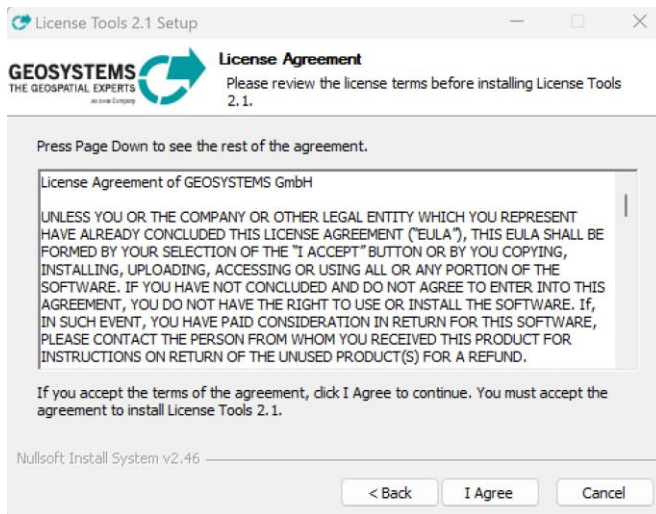 License Tools 2.1 Setup
GEOSYSTEMS
THE GEOSPATIAL EXPERTS
License Agreement
Please review the license terms before installing License Tools
2.1.
Press Page Down to see the rest of the agreement.
License Agreement of GEOSYSTEMS GmbH
UNLESS YOU OR THE COMPANY OR OTHER LEGAL ENTITY WHICH YOU REPRESENT
HAVE ALREADY CONCLUDED THIS LICENSE AGREEMENT ("EULA"), THIS EULA SHALL BE
FORMED BY YOUR SELECTION OF THE "I ACCEPT" BUTTON OR BY YOU COPYING,
INSTALLING, UPLOADING, ACCESSING OR USING ALL OR ANY PORTION OF THE
SOFTWARE. IF YOU HAVE NOT CONCLUDED AND DO NOT AGREE TO ENTER INTO THIS
AGREEMENT, YOU DO NOT HAVE THE RIGHT TO USE OR INSTALL THE SOFTWARE. If,
IN SUCH EVENT, YOU HAVE PAID CONSIDERATION IN RETURN FOR THIS SOFTWARE,
PLEASE CONTACT THE PERSON FROM WHOM YOU RECEIVED THIS PRODUCT FOR
INSTRUCTIONS ON RETURN OF THE UNUSED PRODUCT(S) FOR A REFUND.
If you accept the terms of the agreement, click I Agree to continue. You must accept the
agreement to install License Tools 2.1.
Nullsoft Install System v2.46
< Back
I Agree
Cancel